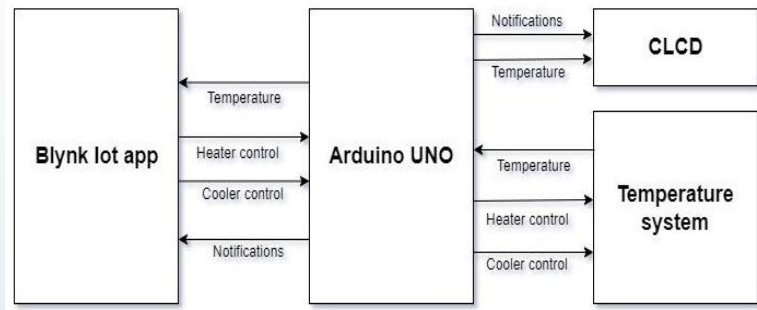 Notifications
CLCD
Temperature
Temperature
Blynk Iot app
Heater control
Arduino UNO
Temperature
Cooler control
Temperature
system
Heater control
Notifications
Cooler control